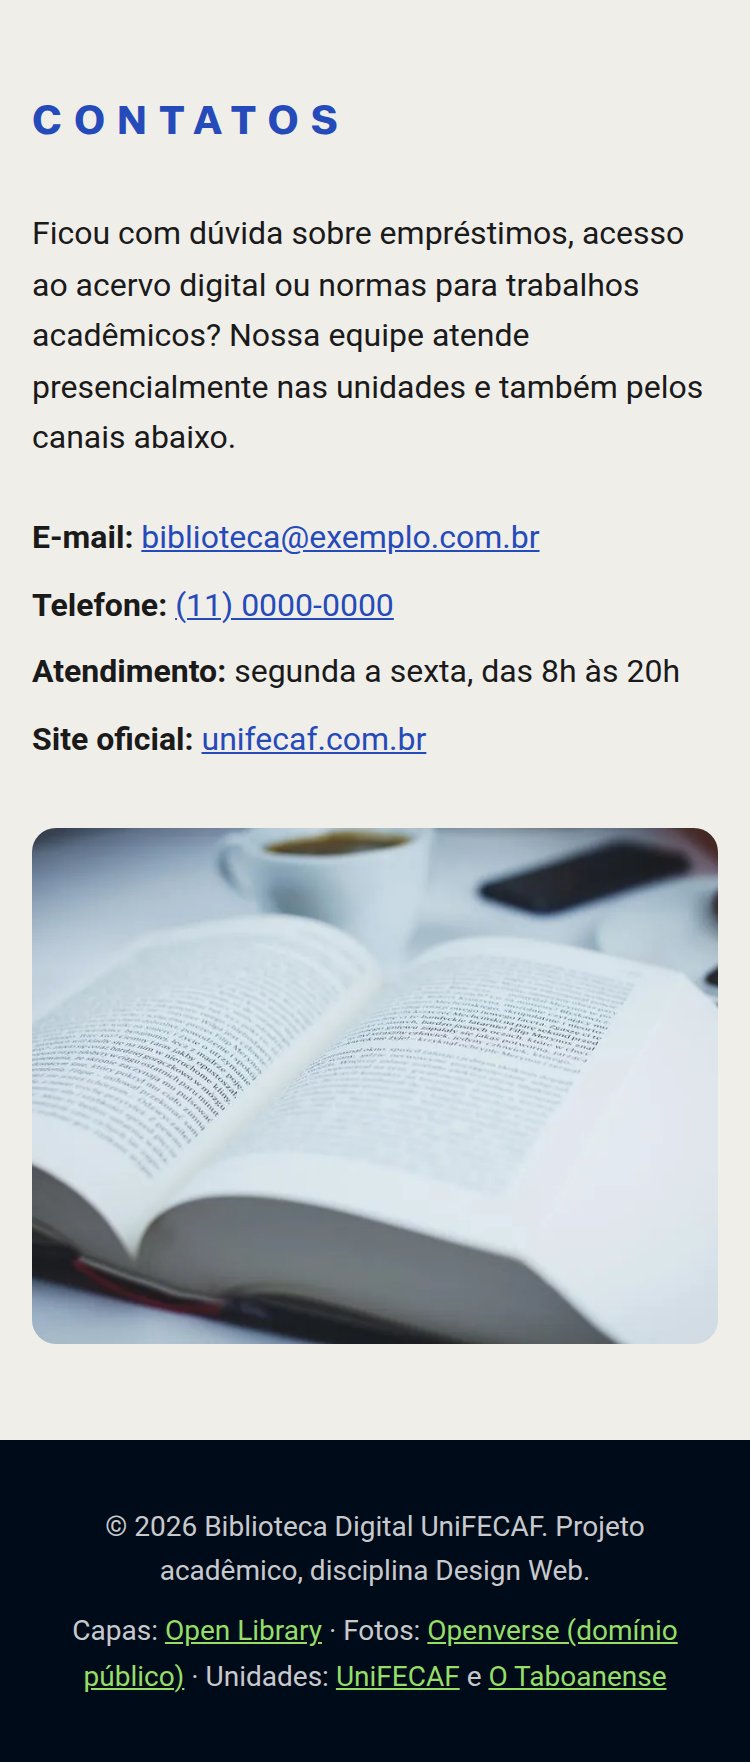 CONTATOS
Ficou com dúvida sobre empréstimos, acesso
ao acervo digital ou normas para trabalhos
acadêmicos? Nossa equipe atende
presencialmente nas unidades e também pelos
canais abaixo.
E-mail: biblioteca@exemplo.com.br
Telefone: (11) 0000-0000
Atendimento: segunda a sexta, das 8h às 20h
Site oficial: unifecaf.com.br
© 2026 Biblioteca Digital UniFECAF. Projeto
acadêmico, disciplina Design Web.
Capas: Open Library · Fotos: Openverse (domínio
público) · Unidades: UniFECAF e O Taboanense